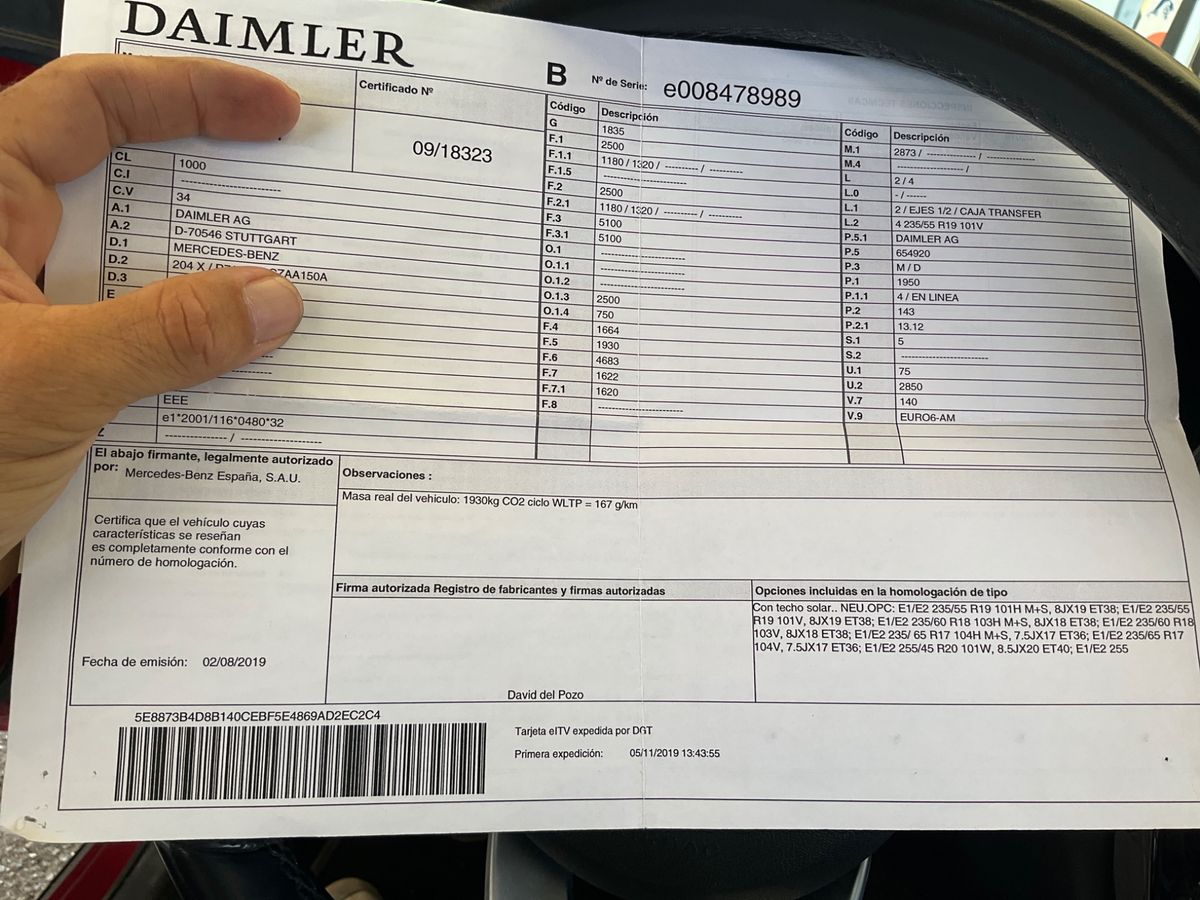 DAIMLER
B Nº de Serie: e008478989
Certificado Nº
09/18323
CL 1000
C.I -------------------------
C.V 34
A.1 DAIMLER AG
A.2 D-70546 STUTTGART
D.1 MERCEDES-BENZ
D.2 204 X / ZAA150A
D.3
E
EEE
e1*2001/116*0480*32
Z --------------- / --------------------
Código Descripción
G 1835
F.1 2500
F.1.1 1180 / 1320 / --------- / ---------
F.1.5 ----------------------
F.2 2500
F.2.1 1180 / 1320 / --------- / ---------
F.3 5100
F.3.1 5100
O.1 ---------------------
O.1.1 ---------------------
O.1.2 ---------------------
O.1.3 2500
O.1.4 750
F.4 1664
F.5 1930
F.6 4683
F.7 1622
F.7.1 1620
F.8 ---------------------
Código Descripción
M.1 2873 / -------------- / --------------
M.4 ------------------ /
L 2 / 4
L.0 - / ------
L.1 2 / EJES 1/2 / CAJA TRANSFER
L.2 4 235/55 R19 101V
P.5.1 DAIMLER AG
P.5 654920
P.3 M / D
P.1 1950
P.1.1 4 / EN LINEA
P.2 143
P.2.1 13.12
S.1 5
S.2 -------------------------
U.1 75
U.2 2850
V.7 140
V.9 EURO6-AM
El abajo firmante, legalmente autorizado
por: Mercedes-Benz España, S.A.U.
Certifica que el vehículo cuyas
características se reseñan
es completamente conforme con el
número de homologación.
Fecha de emisión: 02/08/2019
Observaciones :
Masa real del vehiculo: 1930kg CO2 ciclo WLTP = 167 g/km
Firma autorizada Registro de fabricantes y firmas autorizadas
David del Pozo
Opciones incluidas en la homologación de tipo
Con techo solar.. NEU.OPC: E1/E2 235/55 R19 101H M+S, 8JX19 ET38; E1/E2 235/55
R19 101V, 8JX19 ET38; E1/E2 235/60 R18 103H M+S, 8JX18 ET38; E1/E2 235/60 R18
103V, 8JX18 ET38; E1/E2 235/ 65 R17 104H M+S, 7.5JX17 ET36; E1/E2 235/65 R17
104V, 7.5JX17 ET36; E1/E2 255/45 R20 101W, 8.5JX20 ET40; E1/E2 255
5E8873B4D8B140CEBF5E4869AD2EC2C4
Tarjeta eITV expedida por DGT
Primera expedición: 05/11/2019 13:43:55